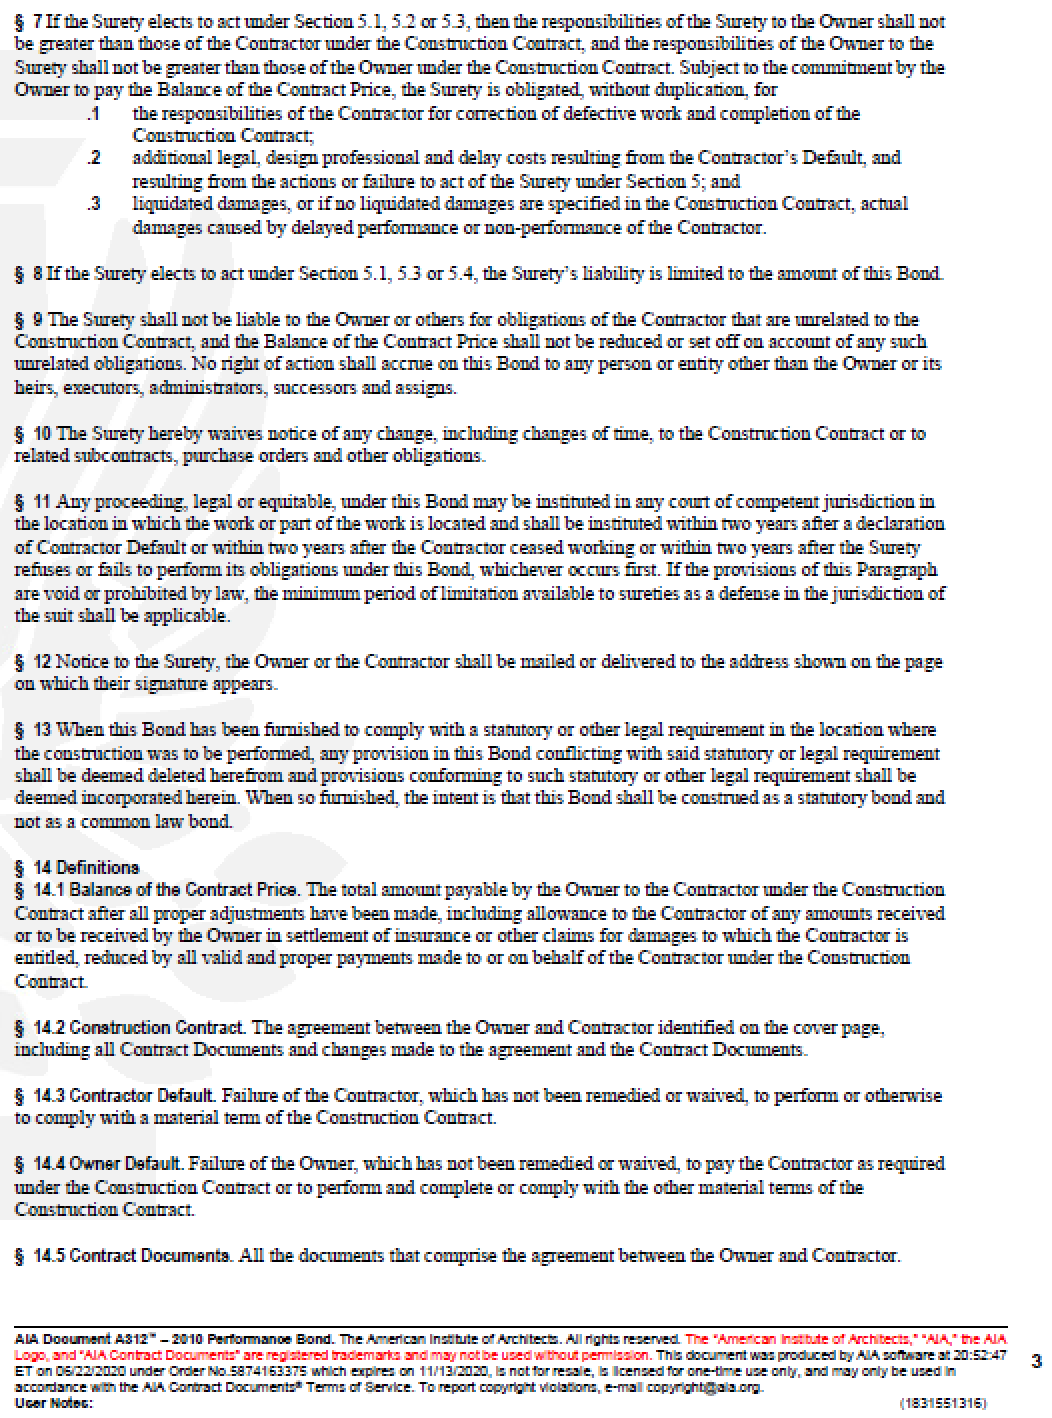 § 7 If the Surety elects to act under Section 5.1, 5.2 or 5.3, then the responsibilities of the Surety to the Owner shall not
be greater than those of the Contractor under the Construction Contract, and the responsibilities of the Owner to the
Surety shall not be greater than those of the Owner under the Construction Contract. Subject to the commitment by the
Owner to pay the Balance of the Contract Price, the Surety is obligated, without duplication, for
.1 the responsibilities of the Contractor for correction of defective work and completion of the
Construction Contract;
.2 additional legal, design professional and delay costs resulting from the Contractor's Default, and
resulting from the actions or failure to act of the Surety under Section 5; and
.3 liquidated damages, or if no liquidated damages are specified in the Construction Contract, actual
damages caused by delayed performance or non-performance of the Contractor.
§ 8 If the Surety elects to act under Section 5.1, 5.3 or 5.4, the Surety's liability is limited to the amount of this Bond.
§ 9 The Surety shall not be liable to the Owner or others for obligations of the Contractor that are unrelated to the
Construction Contract, and the Balance of the Contract Price shall not be reduced or set off on account of any such
unrelated obligations. No right of action shall accrue on this Bond to any person or entity other than the Owner or its
heirs, executors, administrators, successors and assigns.
§ 10 The Surety hereby waives notice of any change, including changes of time, to the Construction Contract or to
related subcontracts, purchase orders and other obligations.
§ 11 Any proceeding, legal or equitable, under this Bond may be instituted in any court of competent jurisdiction in
the location in which the work or part of the work is located and shall be instituted within two years after a declaration
of Contractor Default or within two years after the Contractor ceased working or within two years after the Surety
refuses or fails to perform its obligations under this Bond, whichever occurs first. If the provisions of this Paragraph
are void or prohibited by law, the minimum period of limitation available to sureties as a defense in the jurisdiction of
the suit shall be applicable.
§ 12 Notice to the Surety, the Owner or the Contractor shall be mailed or delivered to the address shown on the page
on which their signature appears.
§ 13 When this Bond has been furnished to comply with a statutory or other legal requirement in the location where
the construction was to be performed, any provision in this Bond conflicting with said statutory or legal requirement
shall be deemed deleted herefrom and provisions conforming to such statutory or other legal requirement shall be
deemed incorporated herein. When so furnished, the intent is that this Bond shall be construed as a statutory bond and
not as a common law bond.
§ 14 Definitions
§ 14.1 Balance of the Contract Price. The total amount payable by the Owner to the Contractor under the Construction
Contract after all proper adjustments have been made, including allowance to the Contractor of any amounts received
or to be received by the Owner in settlement of insurance or other claims for damages to which the Contractor is
entitled, reduced by all valid and proper payments made to or on behalf of the Contractor under the Construction
Contract.
§ 14.2 Construction Contract. The agreement between the Owner and Contractor identified on the cover page,
including all Contract Documents and changes made to the agreement and the Contract Documents.
§ 14.3 Contractor Default. Failure of the Contractor, which has not been remedied or waived, to perform or otherwise
to comply with a material term of the Construction Contract.
§ 14.4 Owner Default. Failure of the Owner, which has not been remedied or waived, to pay the Contractor as required
under the Construction Contract or to perform and complete or comply with the other material terms of the
Construction Contract.
§ 14.5 Contract Documents. All the documents that comprise the agreement between the Owner and Contractor.
AIA Document A312™ – 2010 Performance Bond. The American Institute of Architects. All rights reserved. The "American Institute of Architects," "AIA," the AIA
Logo, and "AIA Contract Documents" are registered trademarks and may not be used without permission. This document was produced by AIA software at 20:52:47
ET on 06/22/2020 under Order No.5874163375 which expires on 11/13/2020, is not for resale, is licensed for one-time use only, and may only be used in
accordance with the AIA Contract Documents® Terms of Service. To report copyright violations, e-mail copyright@aia.org.
User Notes: (1831551316)
3